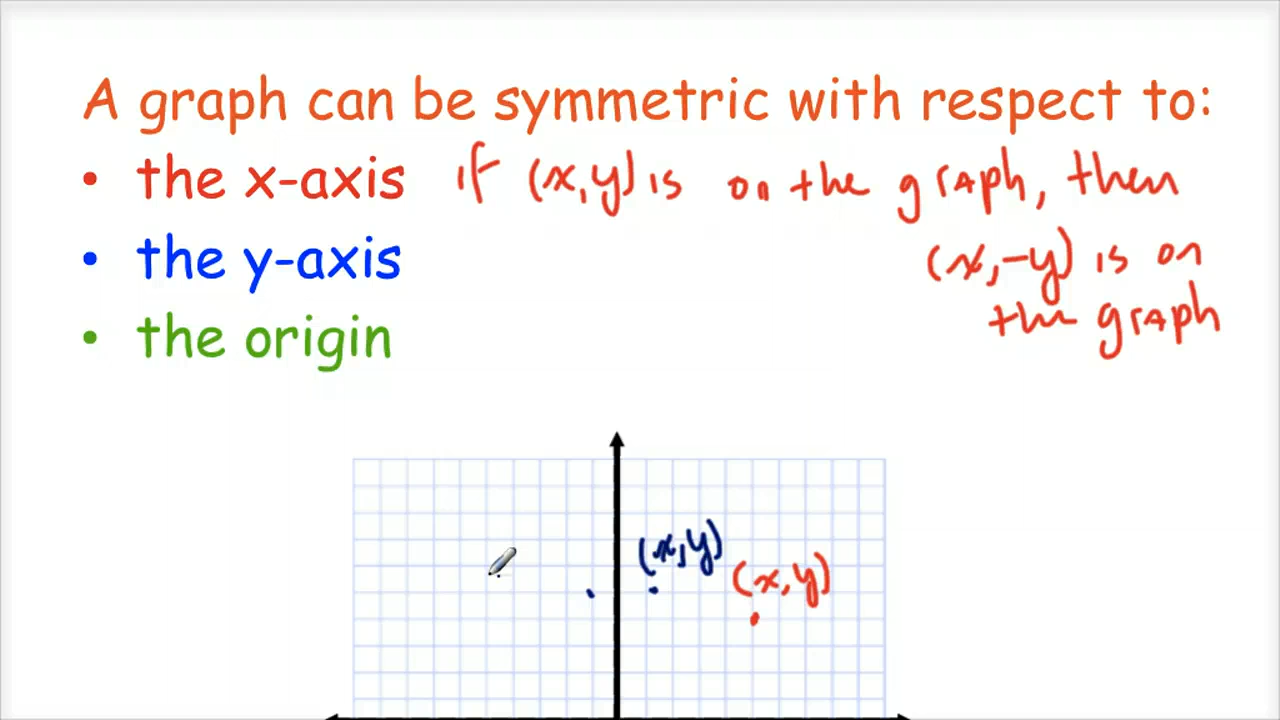 A graph can be symmetric with respect to:
• the x-axis if (x,y) is on the graph, then
(x,-y) is on
• the y-axis
the graph
• the origin
(x,y)
(x,y)